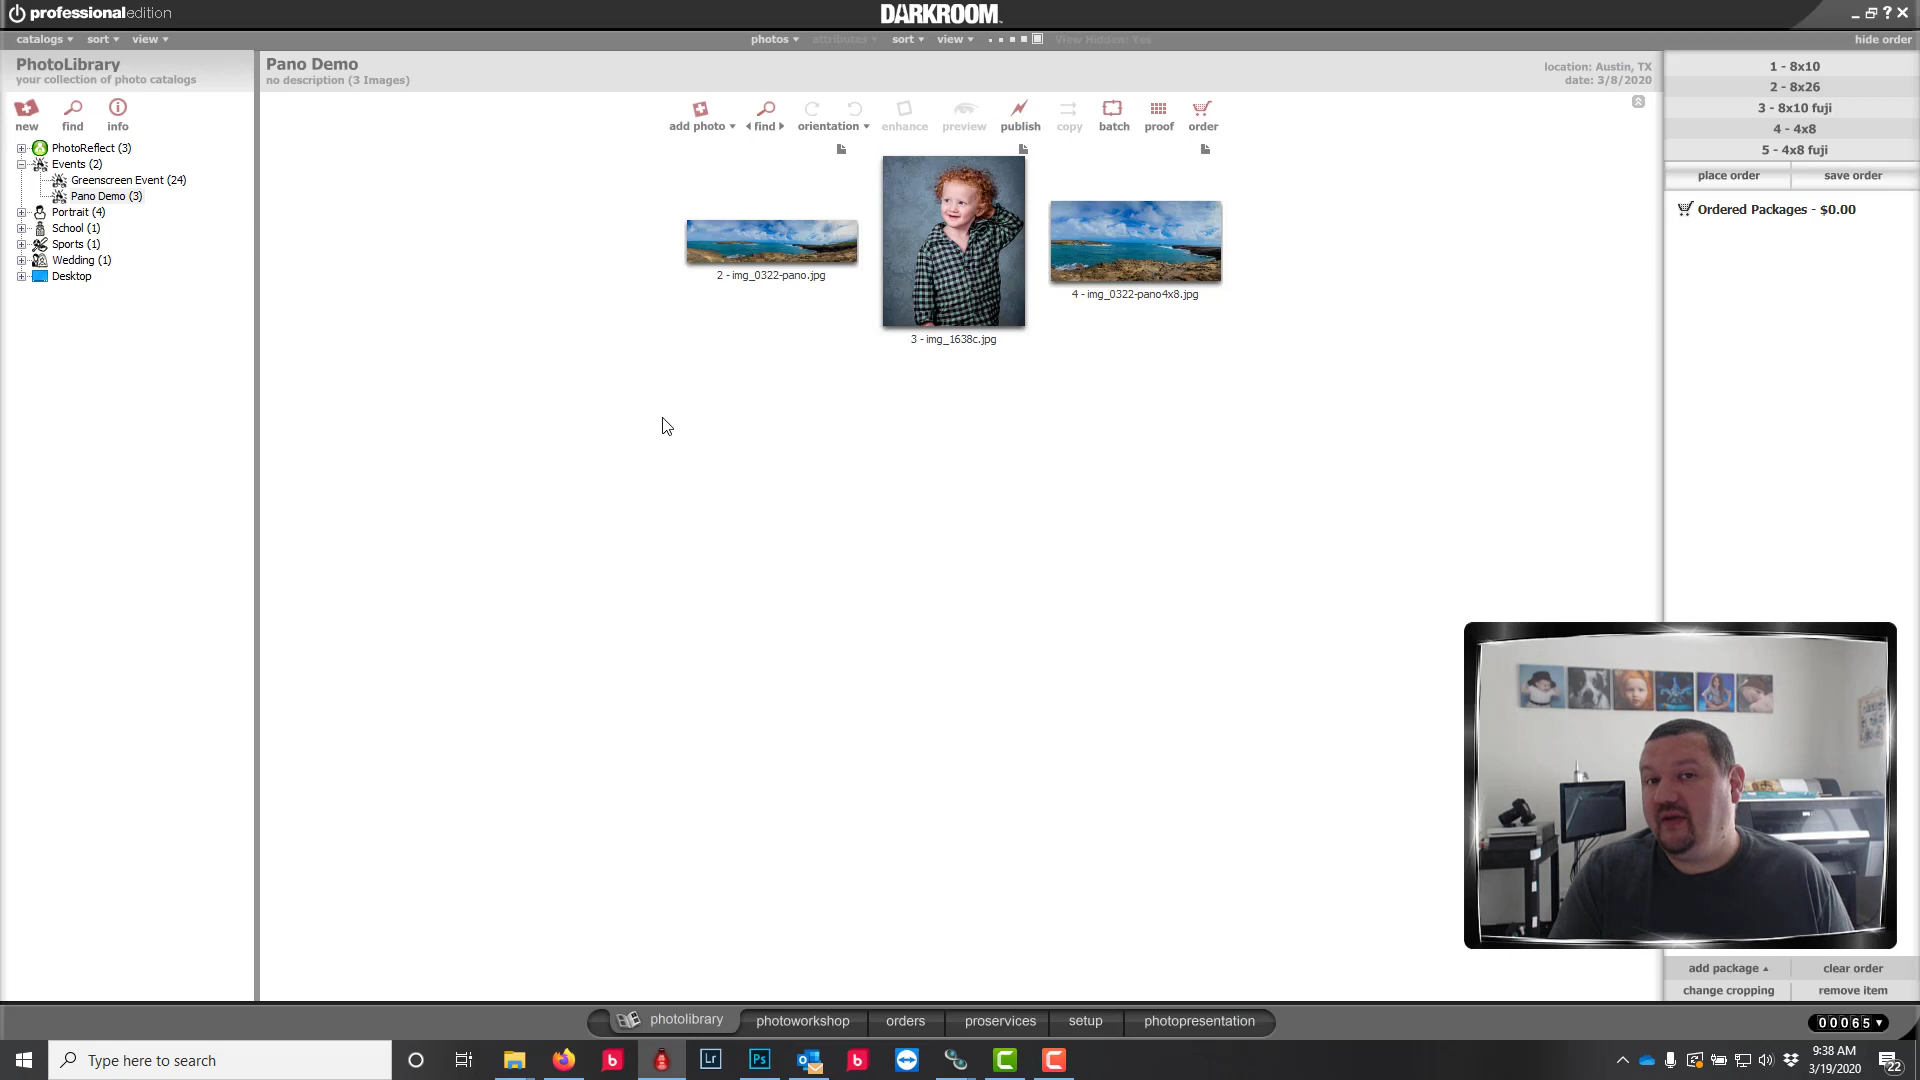 professionaledition
DARKROOM
catalogs sort view
photos attributes sort view View Hidden: Yes
hide order
PhotoLibrary
your collection of photo catalogs
new find info
PhotoReflect (3)
Events (2)
Greenscreen Event (24)
Pano Demo (3)
Portrait (4)
School (1)
Sports (1)
Wedding (1)
Desktop
Pano Demo
no description (3 Images)
location: Austin, TX
date: 3/8/2020
add photo find orientation enhance preview publish copy batch proof order
2 - img_0322-pano.jpg
3 - img_1638c.jpg
4 - img_0322-pano4x8.jpg
1 - 8x10
2 - 8x26
3 - 8x10 fuji
4 - 4x8
5 - 4x8 fuji
place order save order
Ordered Packages - $0.00
add package clear order
change cropping remove item
photolibrary photoworkshop orders proservices setup photopresentation
00065
Type here to search
b
Lr
Ps
b
C
C
9:38 AM
3/19/2020
22